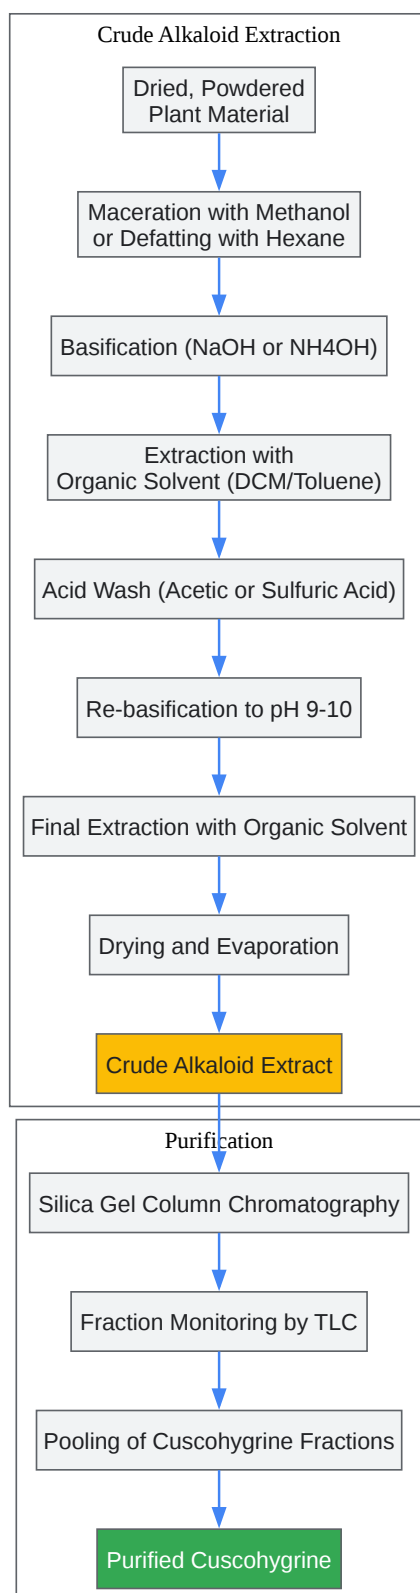 Crude Alkaloid Extraction
Dried, Powdered
Plant Material
Maceration with Methanol
or Defatting with Hexane
Basification (NaOH or NH4OH)
Extraction with
Organic Solvent (DCM/Toluene)
Acid Wash (Acetic or Sulfuric Acid)
Re-basification to pH 9-10
Final Extraction with Organic Solvent
Drying and Evaporation
Crude Alkaloid Extract
Purification
Silica Gel Column Chromatography
Fraction Monitoring by TLC
Pooling of Cuscohygrine Fractions
Purified Cuscohygrine